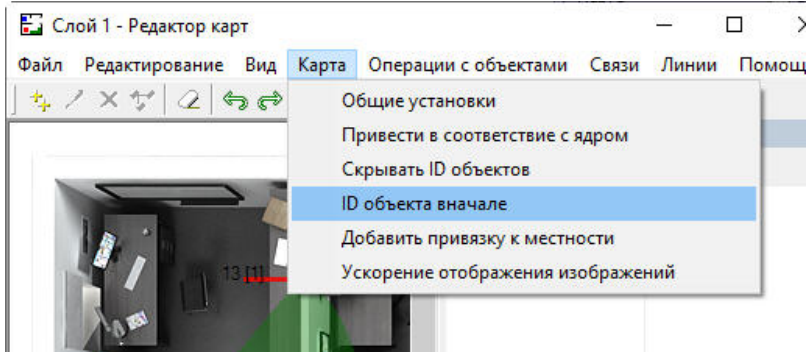 Слой 1 - Редактор карт
Файл Редактирование Вид Карта Операции с объектами Связи Линии Помощ
Общие установки
Привести в соответствие с ядром
Скрывать ID объектов
ID объекта вначале
Добавить привязку к местности
Ускорение отображения изображений
13 [1]